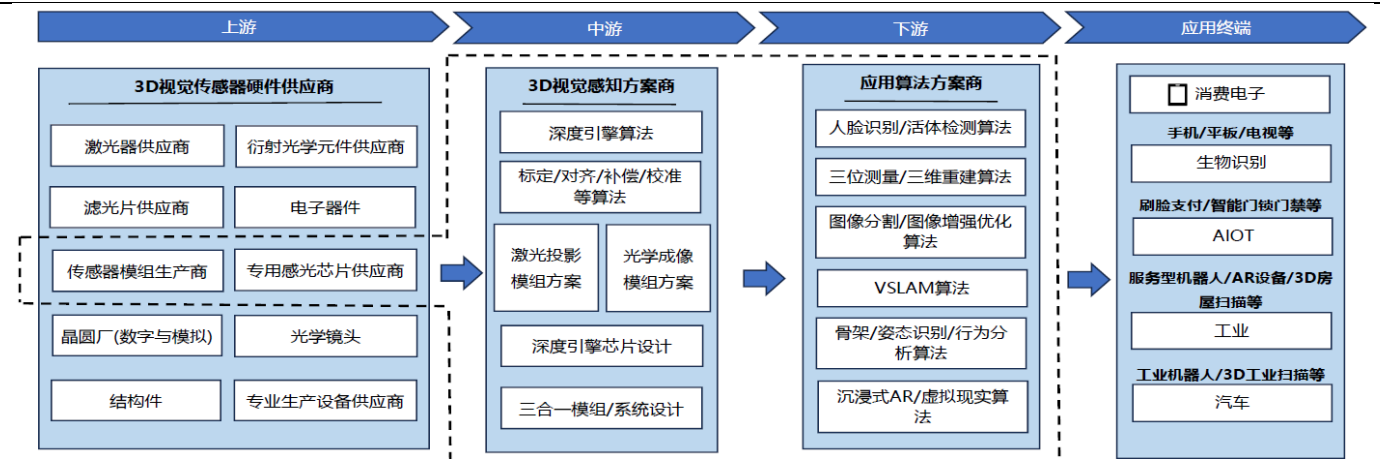 上游
中游
下游
应用终端
3D视觉传感器硬件供应商
激光器供应商
衍射光学元件供应商
滤光片供应商
电子器件
传感器模组生产商
专用感光芯片供应商
晶圆厂(数字与模拟)
光学镜头
结构件
专业生产设备供应商
3D视觉感知方案商
深度引擎算法
标定/对齐/补偿/校准
等算法
激光投影
模组方案
光学成像
模组方案
深度引擎芯片设计
三合一模组/系统设计
应用算法方案商
人脸识别/活体检测算法
三位测量/三维重建算法
图像分割/图像增强优化
算法
VSLAM算法
骨架/姿态识别/行为分
析算法
沉浸式AR/虚拟现实算
法
消费电子
手机/平板/电视等
生物识别
刷脸支付/智能门锁门禁等
AIOT
服务型机器人/AR设备/3D房
屋扫描等
工业
工业机器人/3D工业扫描等
汽车